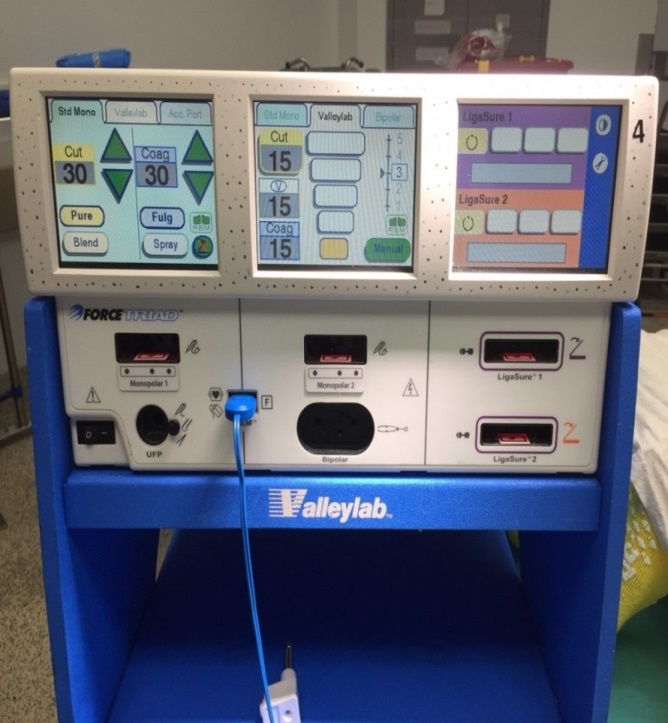 Std Mono
Valleylab
Acc. Port
Cut
30
Coag
30
Pure
Fulg
REM
Blend
Spray
Std Mono
Valleylab
Bipolar
Cut
15
V
15
Coag
15
5
4
3
2
1
REM
Manual
LigaSure 1
LigaSure 2
4
FORCETRIAD™
Monopolar 1
Monopolar 2
LigaSure™ 1
F
UFP
Bipolar
LigaSure™ 2
Valleylab™